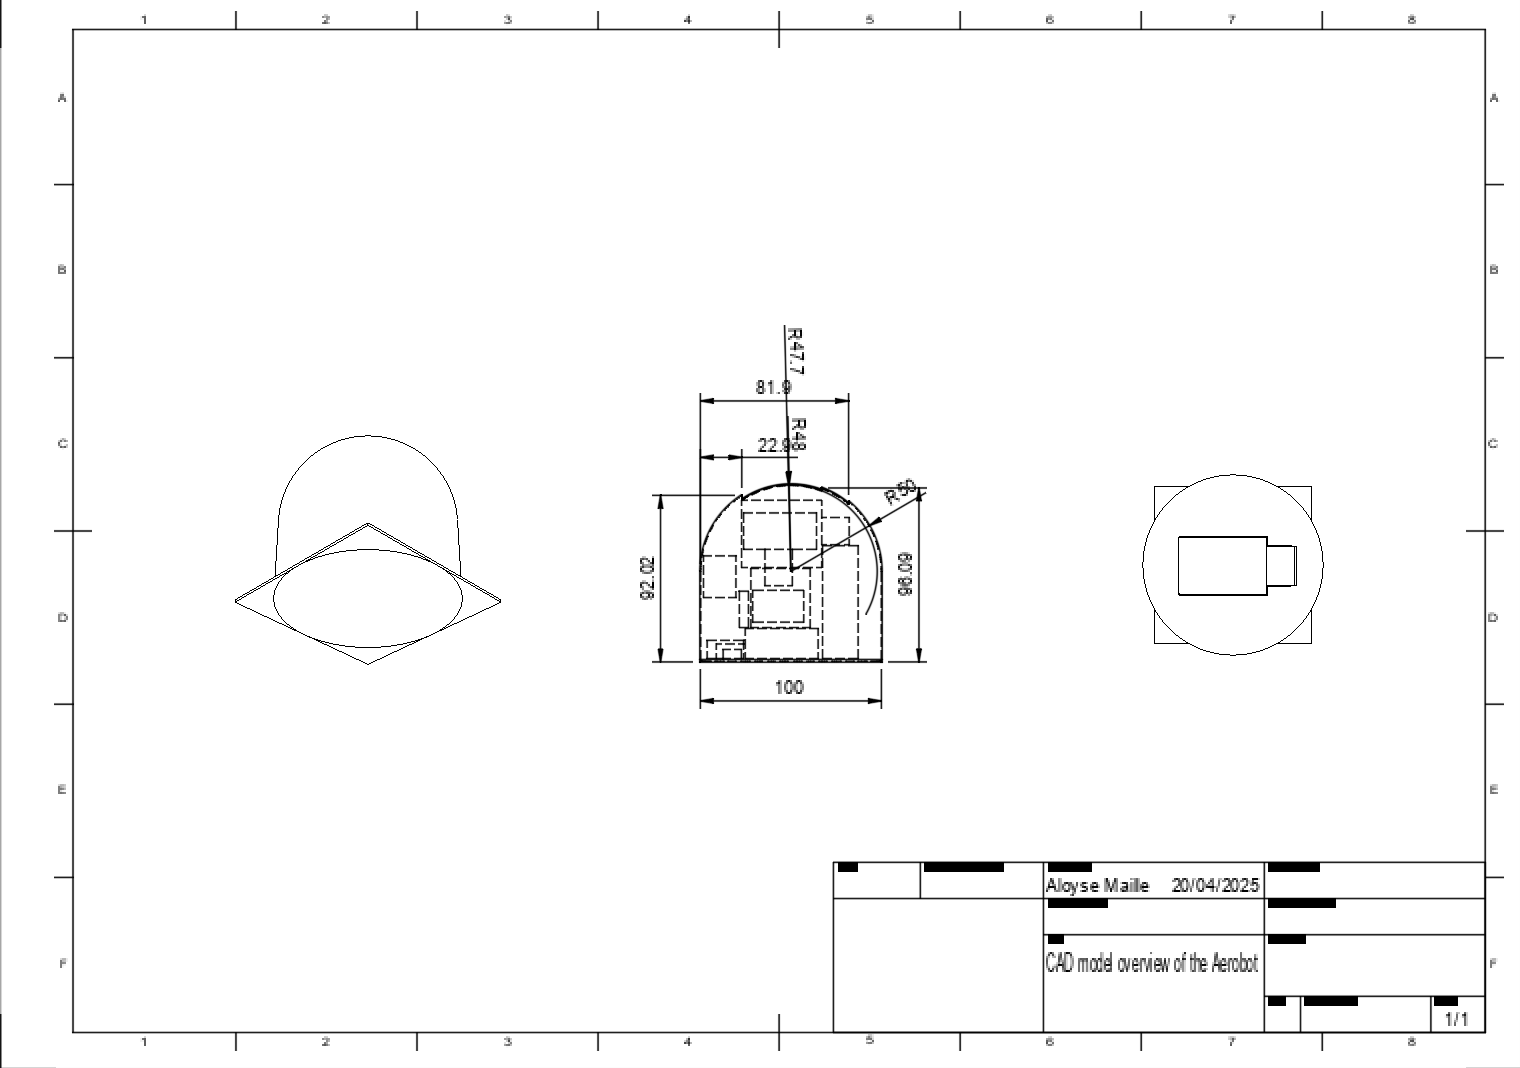 1 2 3 4 5 6 7 8
A A
B B
R47.7
81.9
C C
R48
22.9
R50
92.02
96.09
D D
100
E E
Aloyse Maille 20/04/2025
CAD model overview of the Aerobot
F F
1/1
1 2 3 4 5 6 7 8